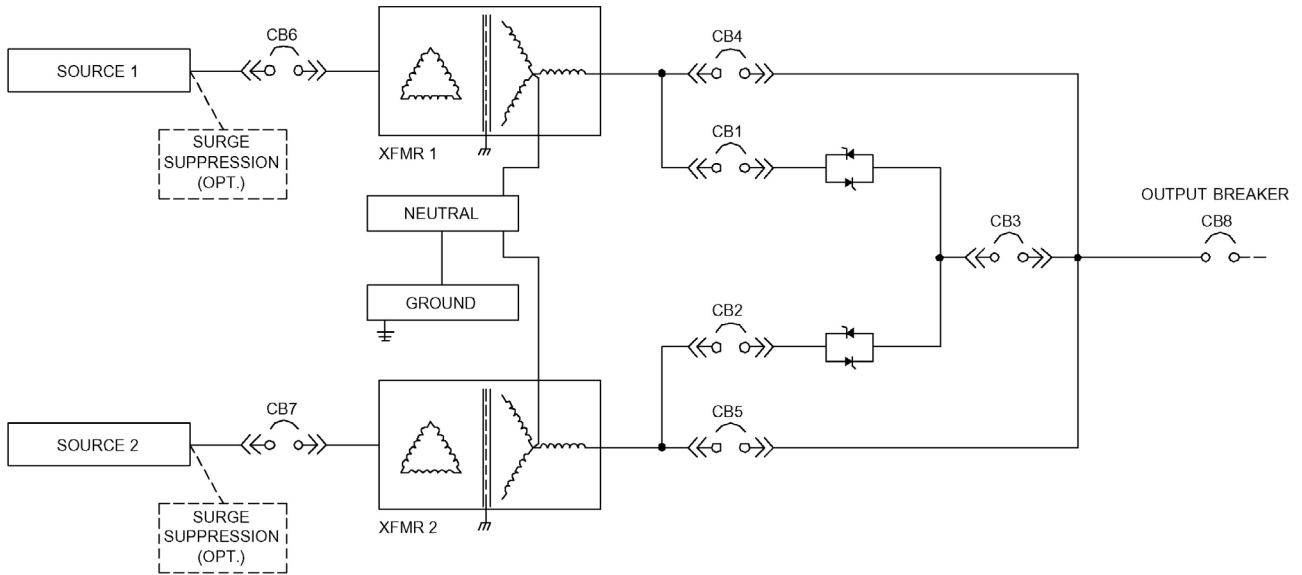 CB6
CB4
SOURCE 1
SURGE
SUPPRESSION
(OPT.)
XFMR 1
CB1
NEUTRAL
OUTPUT BREAKER
CB3
CB8
GROUND
CB2
CB7
CB5
SOURCE 2
SURGE
SUPPRESSION
(OPT.)
XFMR 2